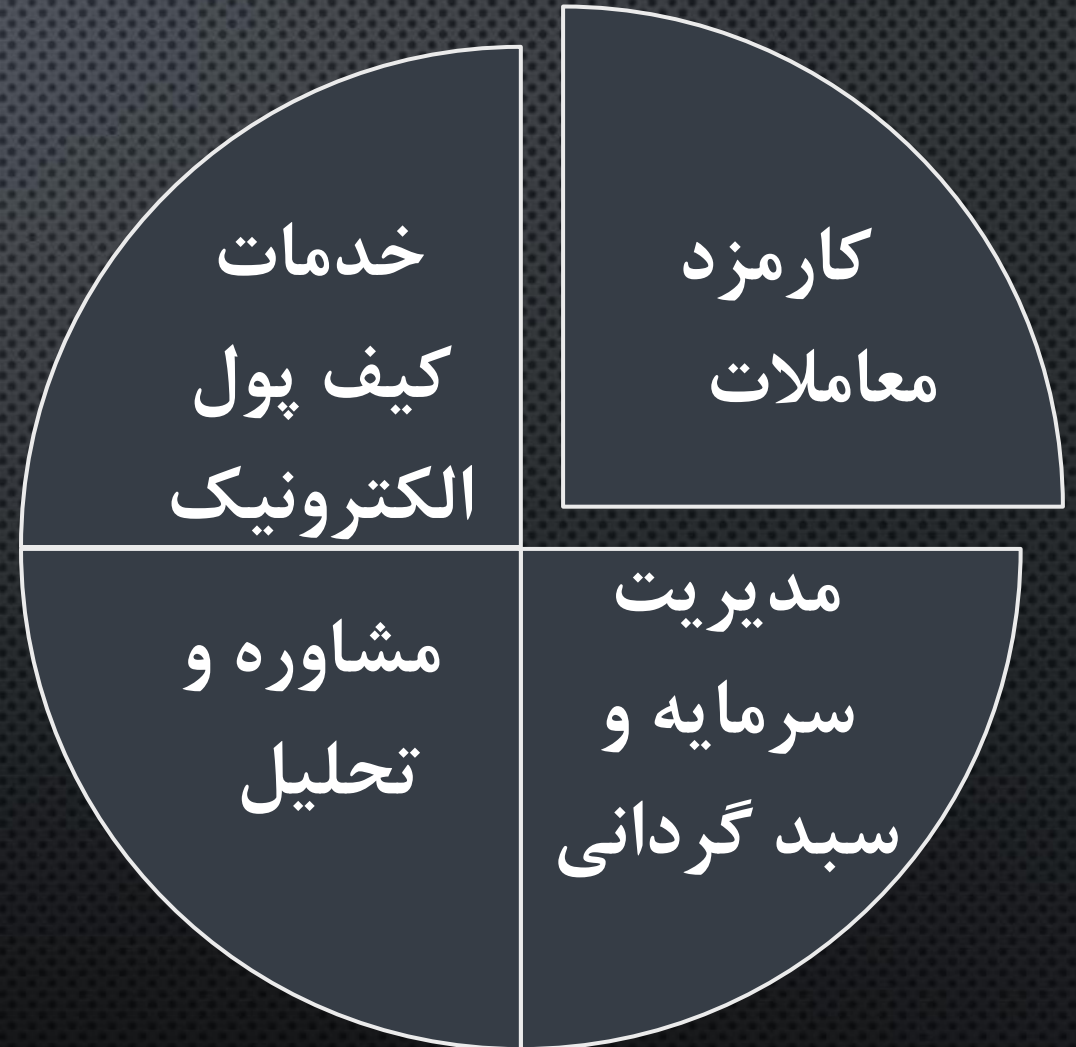 کارمزد
معاملات
خدمات
کیف پول
الکترونیک
مدیریت
سرمایه و
سبد گردانی
مشاوره و
تحلیل